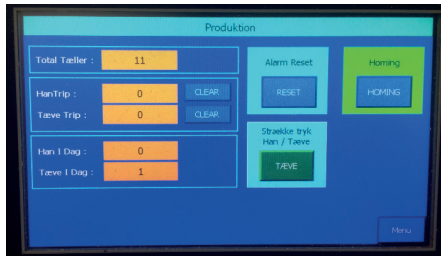 Produktion
Total Tæller : 11
HanTrip : 0 CLEAR
Tæve Trip : 0 CLEAR
Han I Dag : 0
Tæve I Dag : 1
Alarm Reset
RESET
Homing
HOMING
Strække tryk
Han / Tæve
TÆVE
Menu